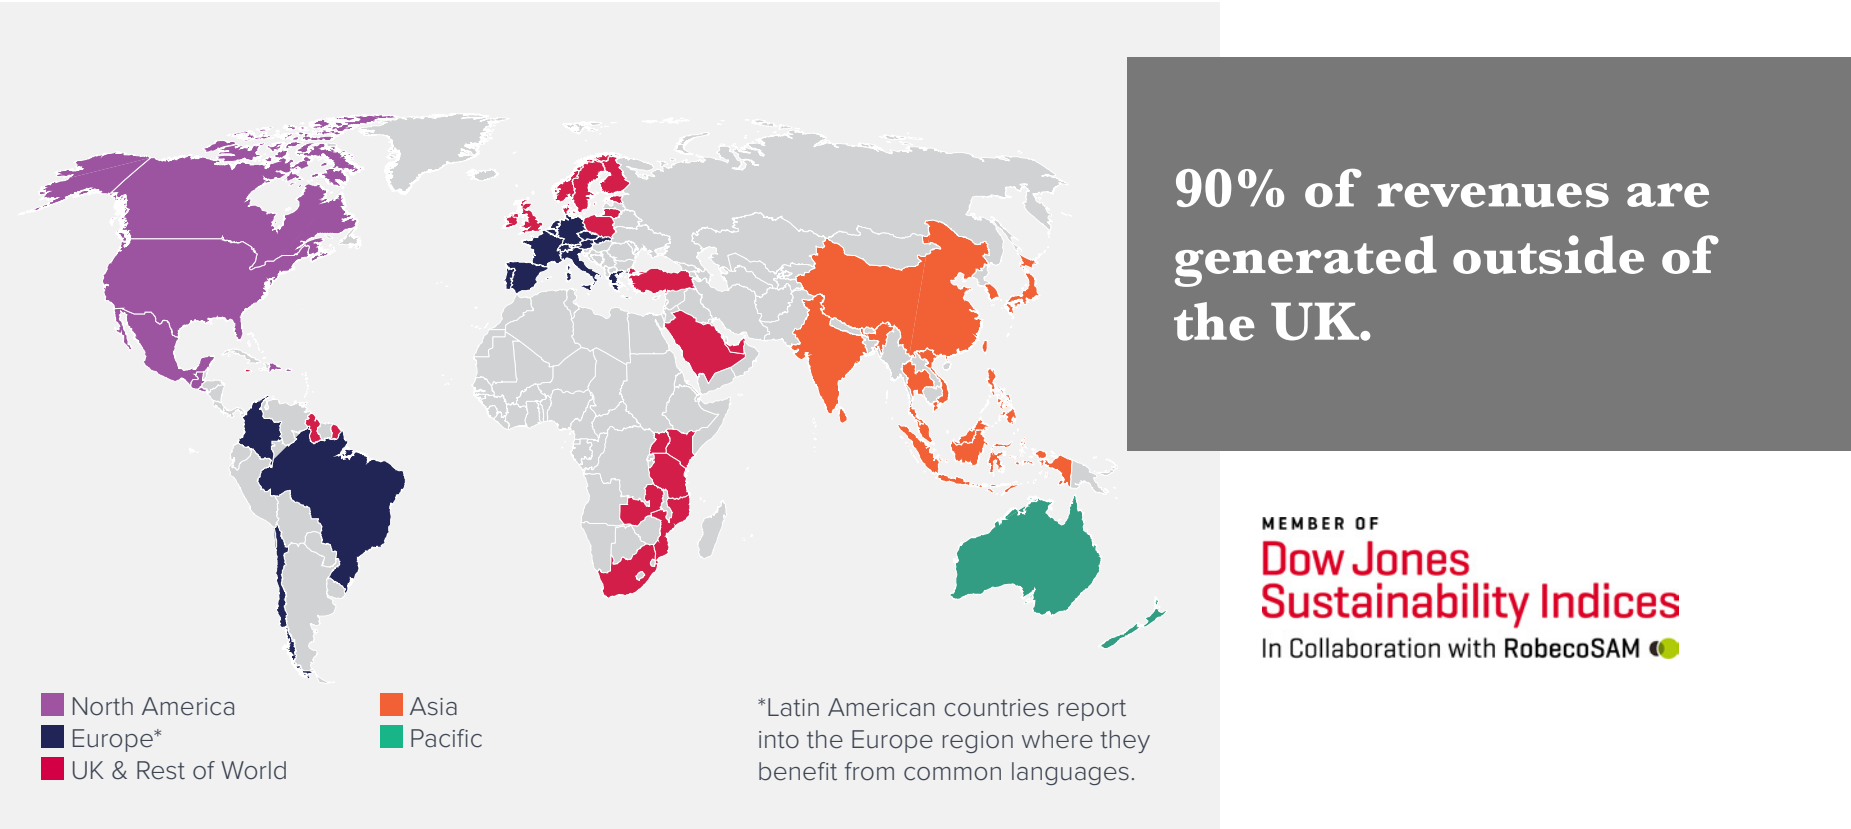 90% of revenues are
generated outside of
the UK.
MEMBER OF
Dow Jones
Sustainability Indices
In Collaboration with RobecoSAM
North America
Europe*
UK & Rest of World
Asia
Pacific
*Latin American countries report
into the Europe region where they
benefit from common languages.